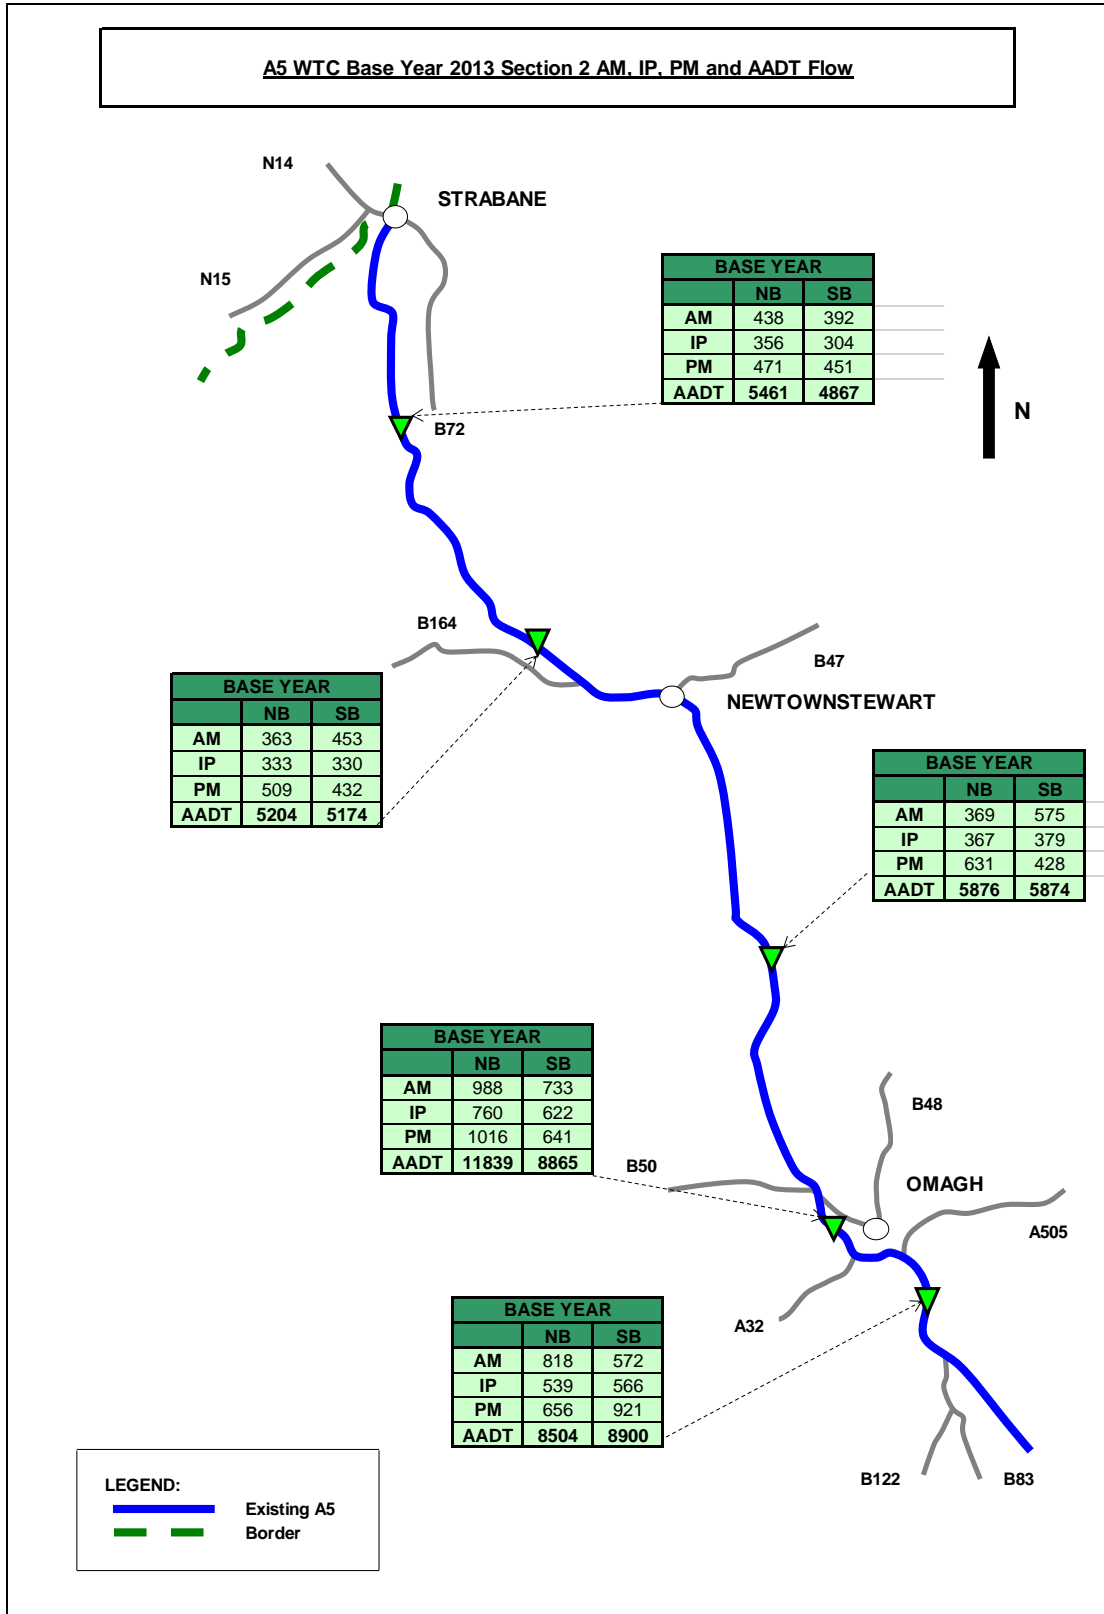 A5 WTC Base Year 2013 Section 2 AM, IP, PM and AADT Flow
N14
STRABANE
N15
BASE YEAR
NB SB
AM 438 392
IP 356 304
PM 471 451
AADT 5461 4867
N
B72
B164
B47
BASE YEAR
NB SB
AM 363 453
IP 333 330
PM 509 432
AADT 5204 5174
NEWTOWNSTEWART
BASE YEAR
NB SB
AM 369 575
IP 367 379
PM 631 428
AADT 5876 5874
BASE YEAR
NB SB
AM 988 733
IP 760 622
PM 1016 641
AADT 11839 8865
B48
B50
OMAGH
A505
A32
BASE YEAR
NB SB
AM 818 572
IP 539 566
PM 656 921
AADT 8504 8900
B122
B83
LEGEND:
Existing A5
Border